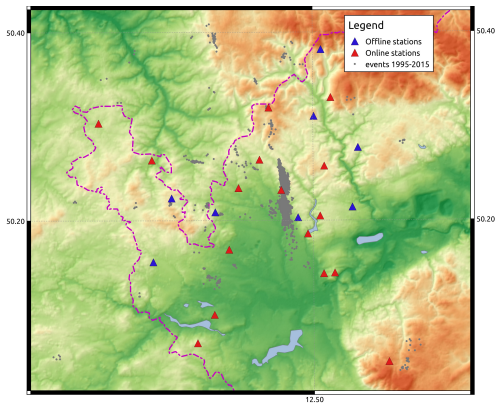 50.40
Legend
Offline stations
Online stations
events 1995-2015
50.40
50.20
50.20
12.50